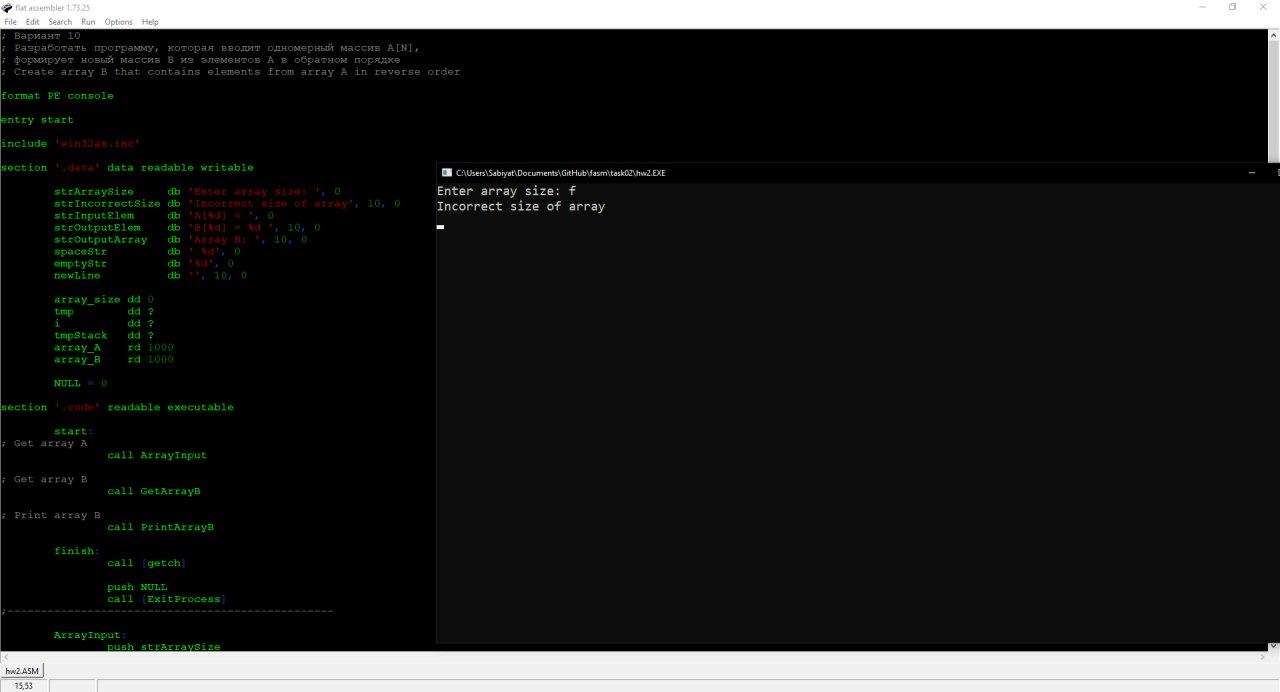 flat assembler 1.73.25
File Edit Search Run Options Help
; Вариант 10
; Разработать программу, которая вводит одномерный массив A[N],
; формирует новый массив B из элементов A в обратном порядке
; Create array B that contains elements from array A in reverse order
format PE console
entry start
include 'win32ax.inc'
section '.data' data readable writable
strArraySize db 'Enter array size: ', 0
strIncorrectSize db 'Incorrect size of array', 10, 0
strInputElem db 'A[%d] = ', 0
strOutputElem db 'B[%d] = %d ', 10, 0
strOutputArray db 'Array B: ', 10, 0
spaceStr db ' %d', 0
emptyStr db '%d', 0
newLine db '', 10, 0
array_size dd 0
tmp dd ?
i dd ?
tmpStack dd ?
array_A rd 1000
array_B rd 1000
NULL = 0
section '.code' readable executable
start:
; Get array A
call ArrayInput
; Get array B
call GetArrayB
; Print array B
call PrintArrayB
finish:
call [getch]
push NULL
call [ExitProcess]
;-------------------------------------------------
ArrayInput:
push strArraySize
hw2.ASM
15,53
C:\Users\Sabiyat\Documents\GitHub\fasm\task02\hw2.EXE
Enter array size: f
Incorrect size of array